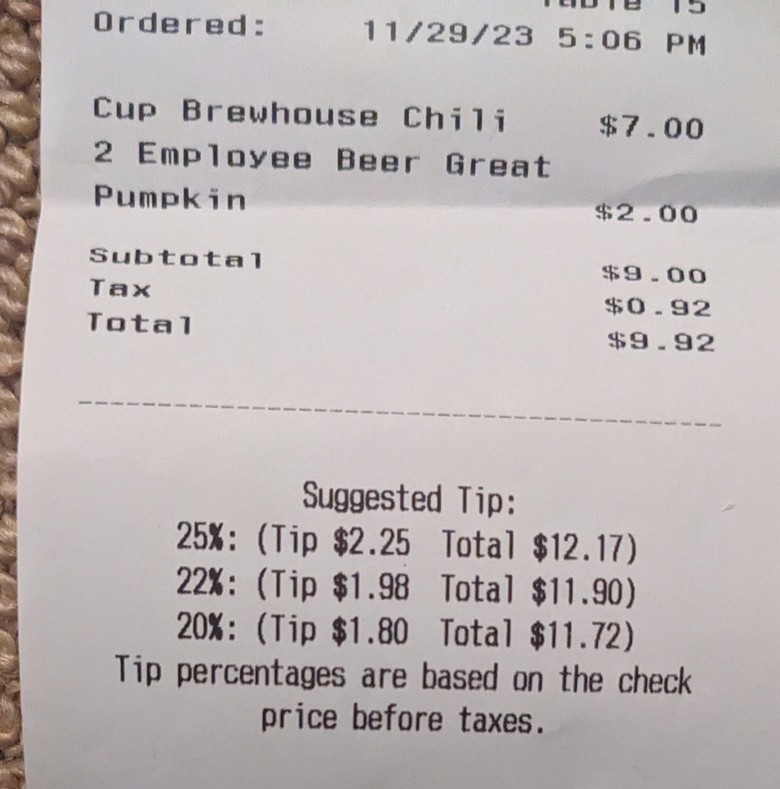 Table 15
Ordered: 11/29/23 5:06 PM
Cup Brewhouse Chili $7.00
2 Employee Beer Great
Pumpkin $2.00
Subtotal $9.00
Tax $0.92
Total $9.92
Suggested Tip:
25%: (Tip $2.25 Total $12.17)
22%: (Tip $1.98 Total $11.90)
20%: (Tip $1.80 Total $11.72)
Tip percentages are based on the check
price before taxes.